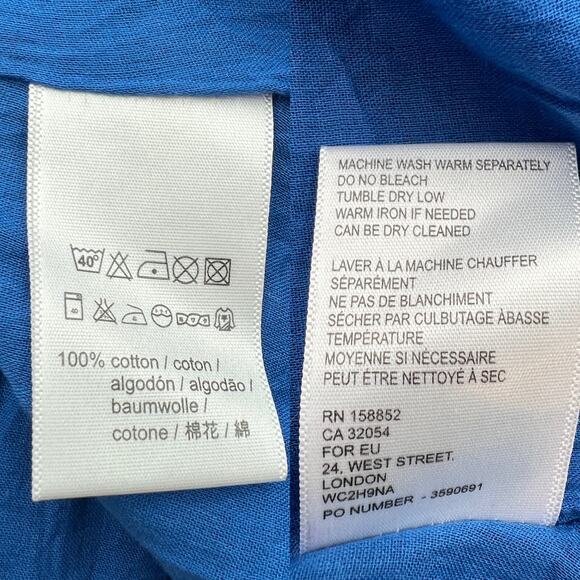 40°
40
100% cotton / coton /
algodón / algodão /
baumwolle /
cotone / 棉花 / 綿
MACHINE WASH WARM SEPARATELY
DO NO BLEACH
TUMBLE DRY LOW
WARM IRON IF NEEDED
CAN BE DRY CLEANED
LAVER À LA MACHINE CHAUFFER
SÉPARÉMENT
NE PAS DE BLANCHIMENT
SÉCHER PAR CULBUTAGE ÀBASSE
TEMPÉRATURE
MOYENNE SI NÉCESSAIRE
PEUT ÉTRE NETTOYÉ À SEC
RN 158852
CA 32054
FOR EU
24, WEST STREET.
LONDON
WC2H9NA
PO NUMBER - 3590691